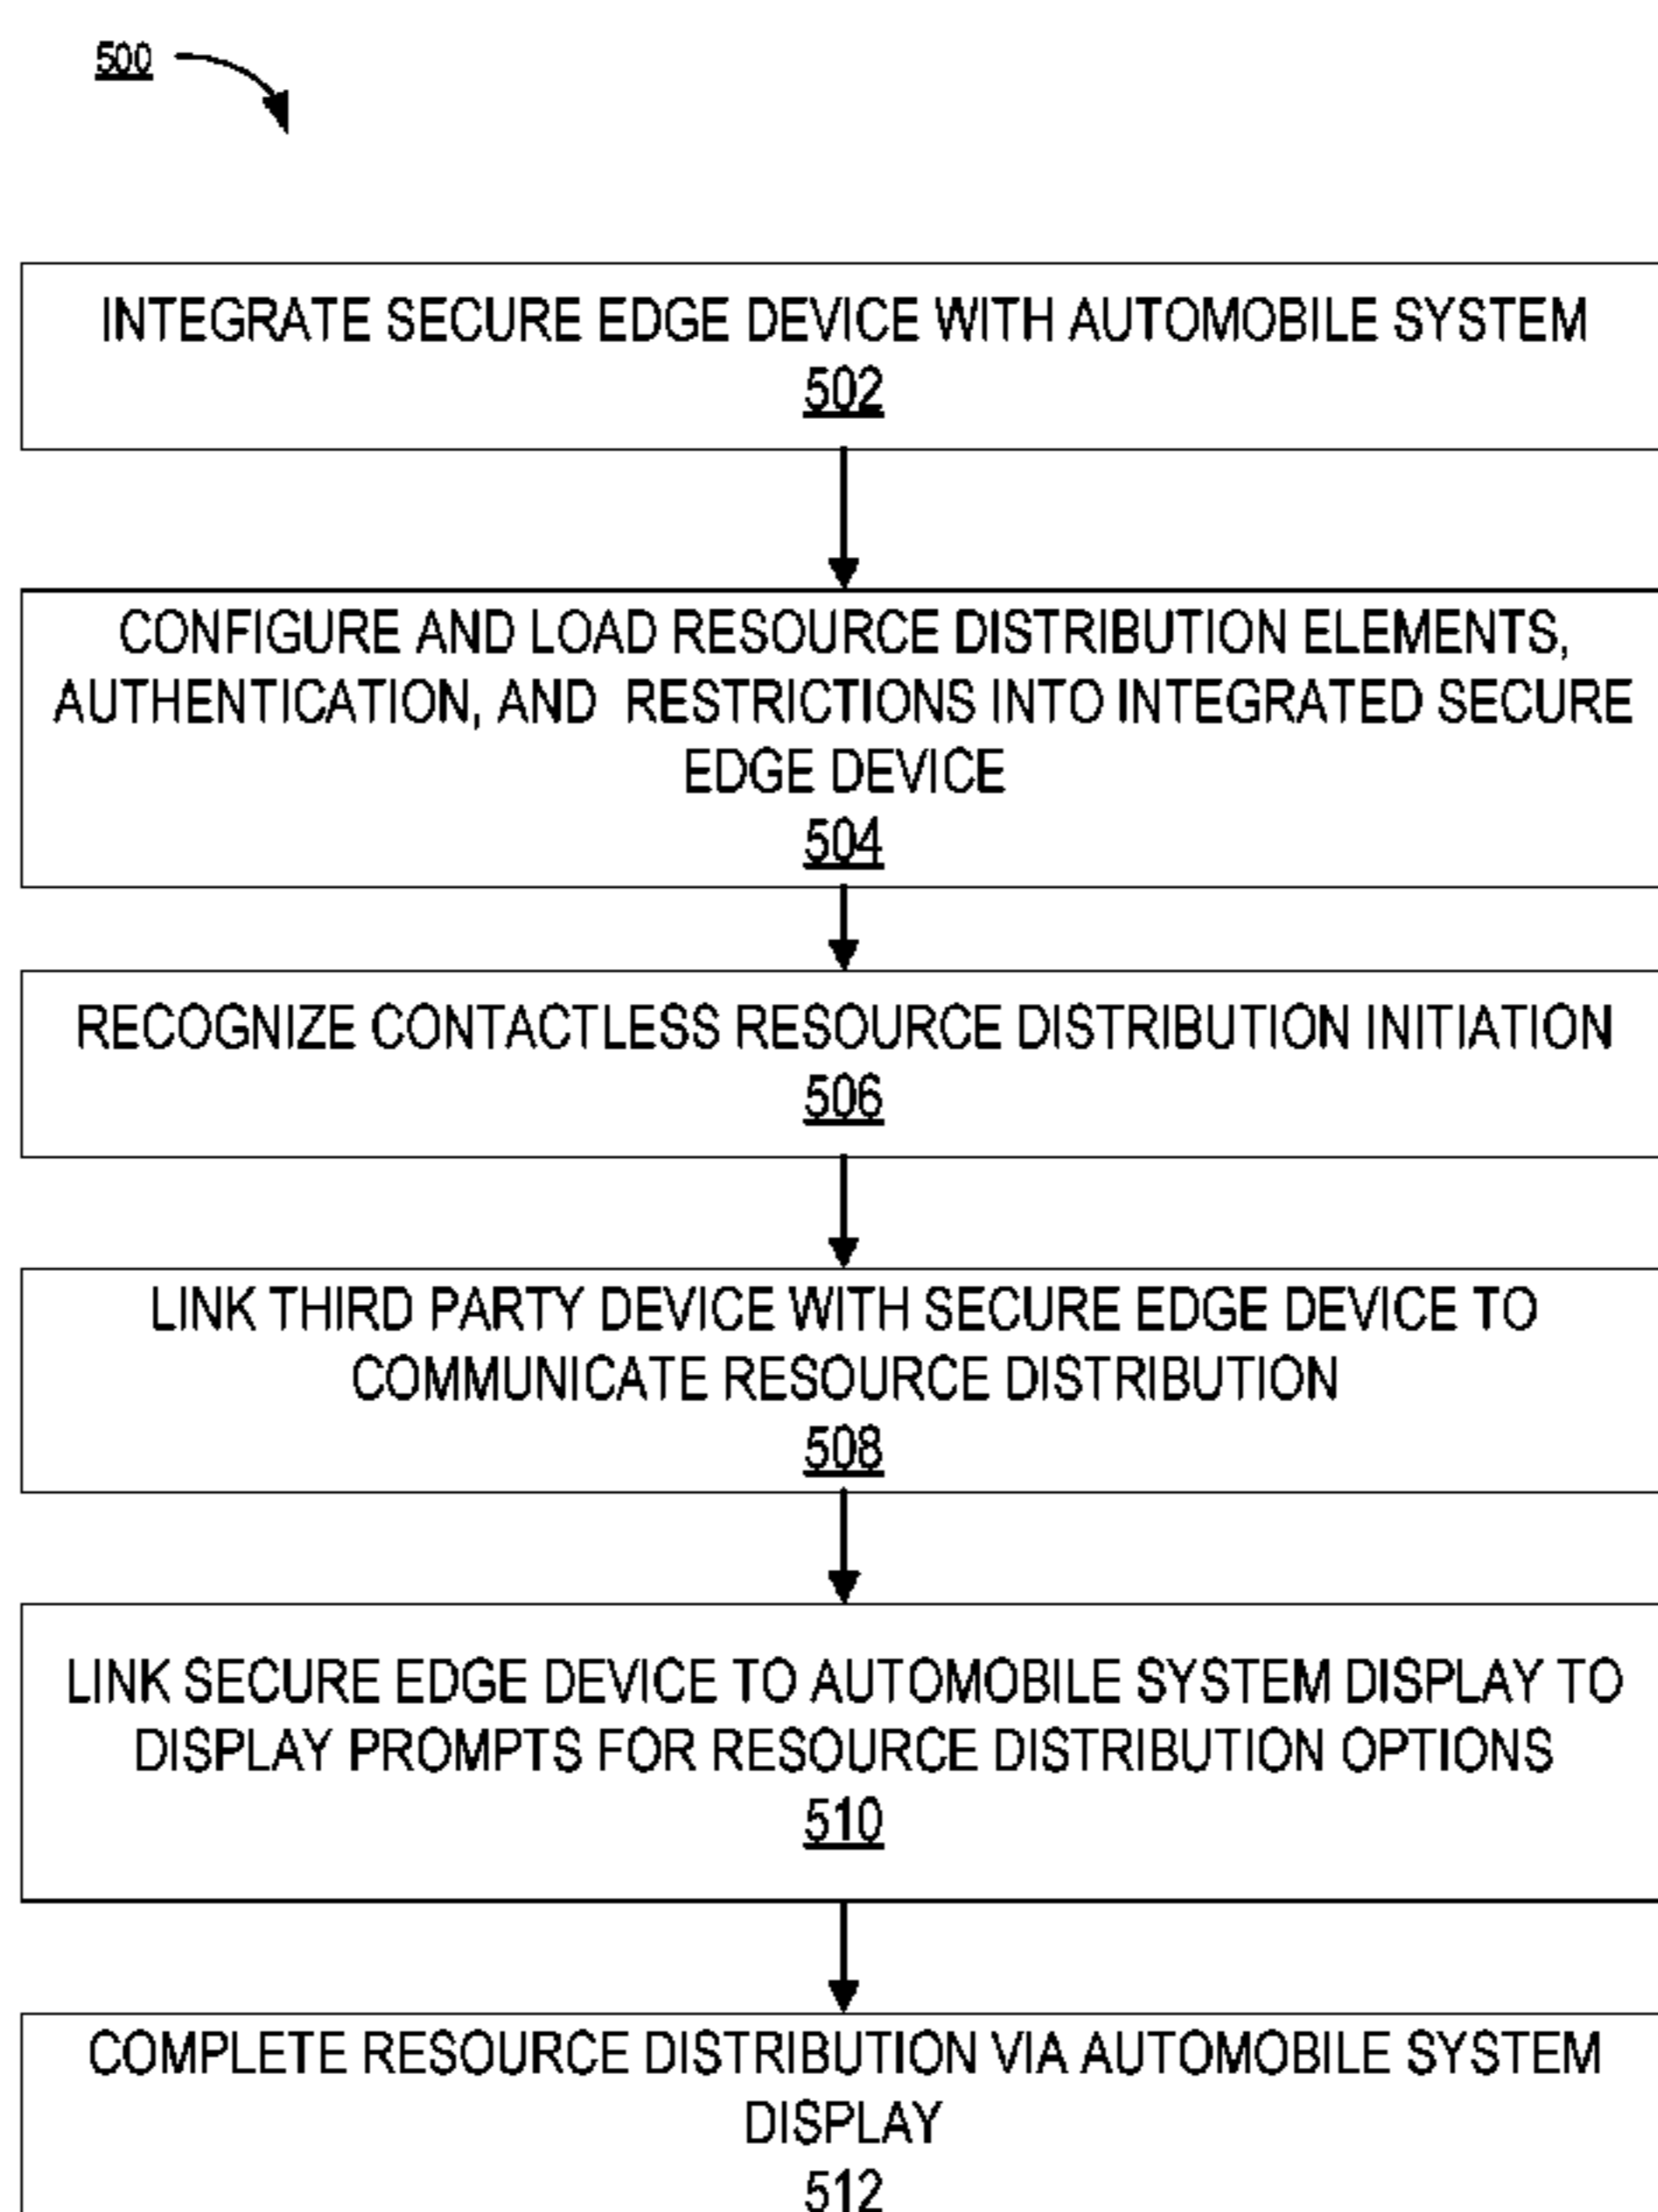 500
INTEGRATE SECURE EDGE DEVICE WITH AUTOMOBILE SYSTEM
502
CONFIGURE AND LOAD RESOURCE DISTRIBUTION ELEMENTS,
AUTHENTICATION, AND RESTRICTIONS INTO INTEGRATED SECURE
EDGE DEVICE
504
RECOGNIZE CONTACTLESS RESOURCE DISTRIBUTION INITIATION
506
LINK THIRD PARTY DEVICE WITH SECURE EDGE DEVICE TO
COMMUNICATE RESOURCE DISTRIBUTION
508
LINK SECURE EDGE DEVICE TO AUTOMOBILE SYSTEM DISPLAY TO
DISPLAY PROMPTS FOR RESOURCE DISTRIBUTION OPTIONS
510
COMPLETE RESOURCE DISTRIBUTION VIA AUTOMOBILE SYSTEM
DISPLAY
512